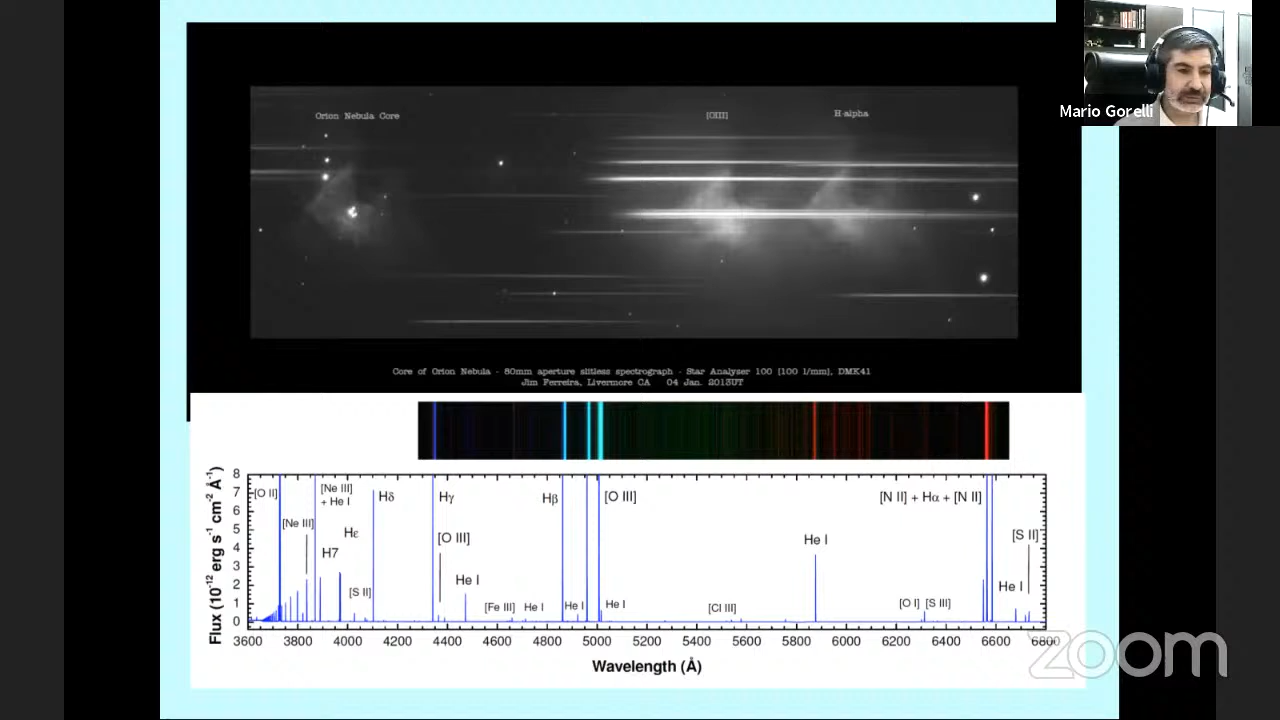 Mario Gorelli
Orion Nebula Core
[OIII]
H-alpha
Core of Orion Nebula - 80mm aperture slitless spectrograph - Star Analyser 100 [100 l/mm], DMK41
Jim Ferreira, Livermore CA 04 Jan. 2013UT
Flux (10⁻¹² erg s⁻¹ cm⁻² Å⁻¹)
8
7
6
5
4
3
2
1
0
[O II]
[Ne III]
[Ne III]
+ He I
Hε
H7
[S II]
Hδ
Hγ
[O III]
He I
[Fe III]
He I
Hβ
He I
[O III]
He I
[Cl III]
He I
[N II] + Hα + [N II]
[O I]
[S III]
He I
[S II]
3600 3800 4000 4200 4400 4600 4800 5000 5200 5400 5600 5800 6000 6200 6400 6600 6800
Wavelength (Å)
zoom